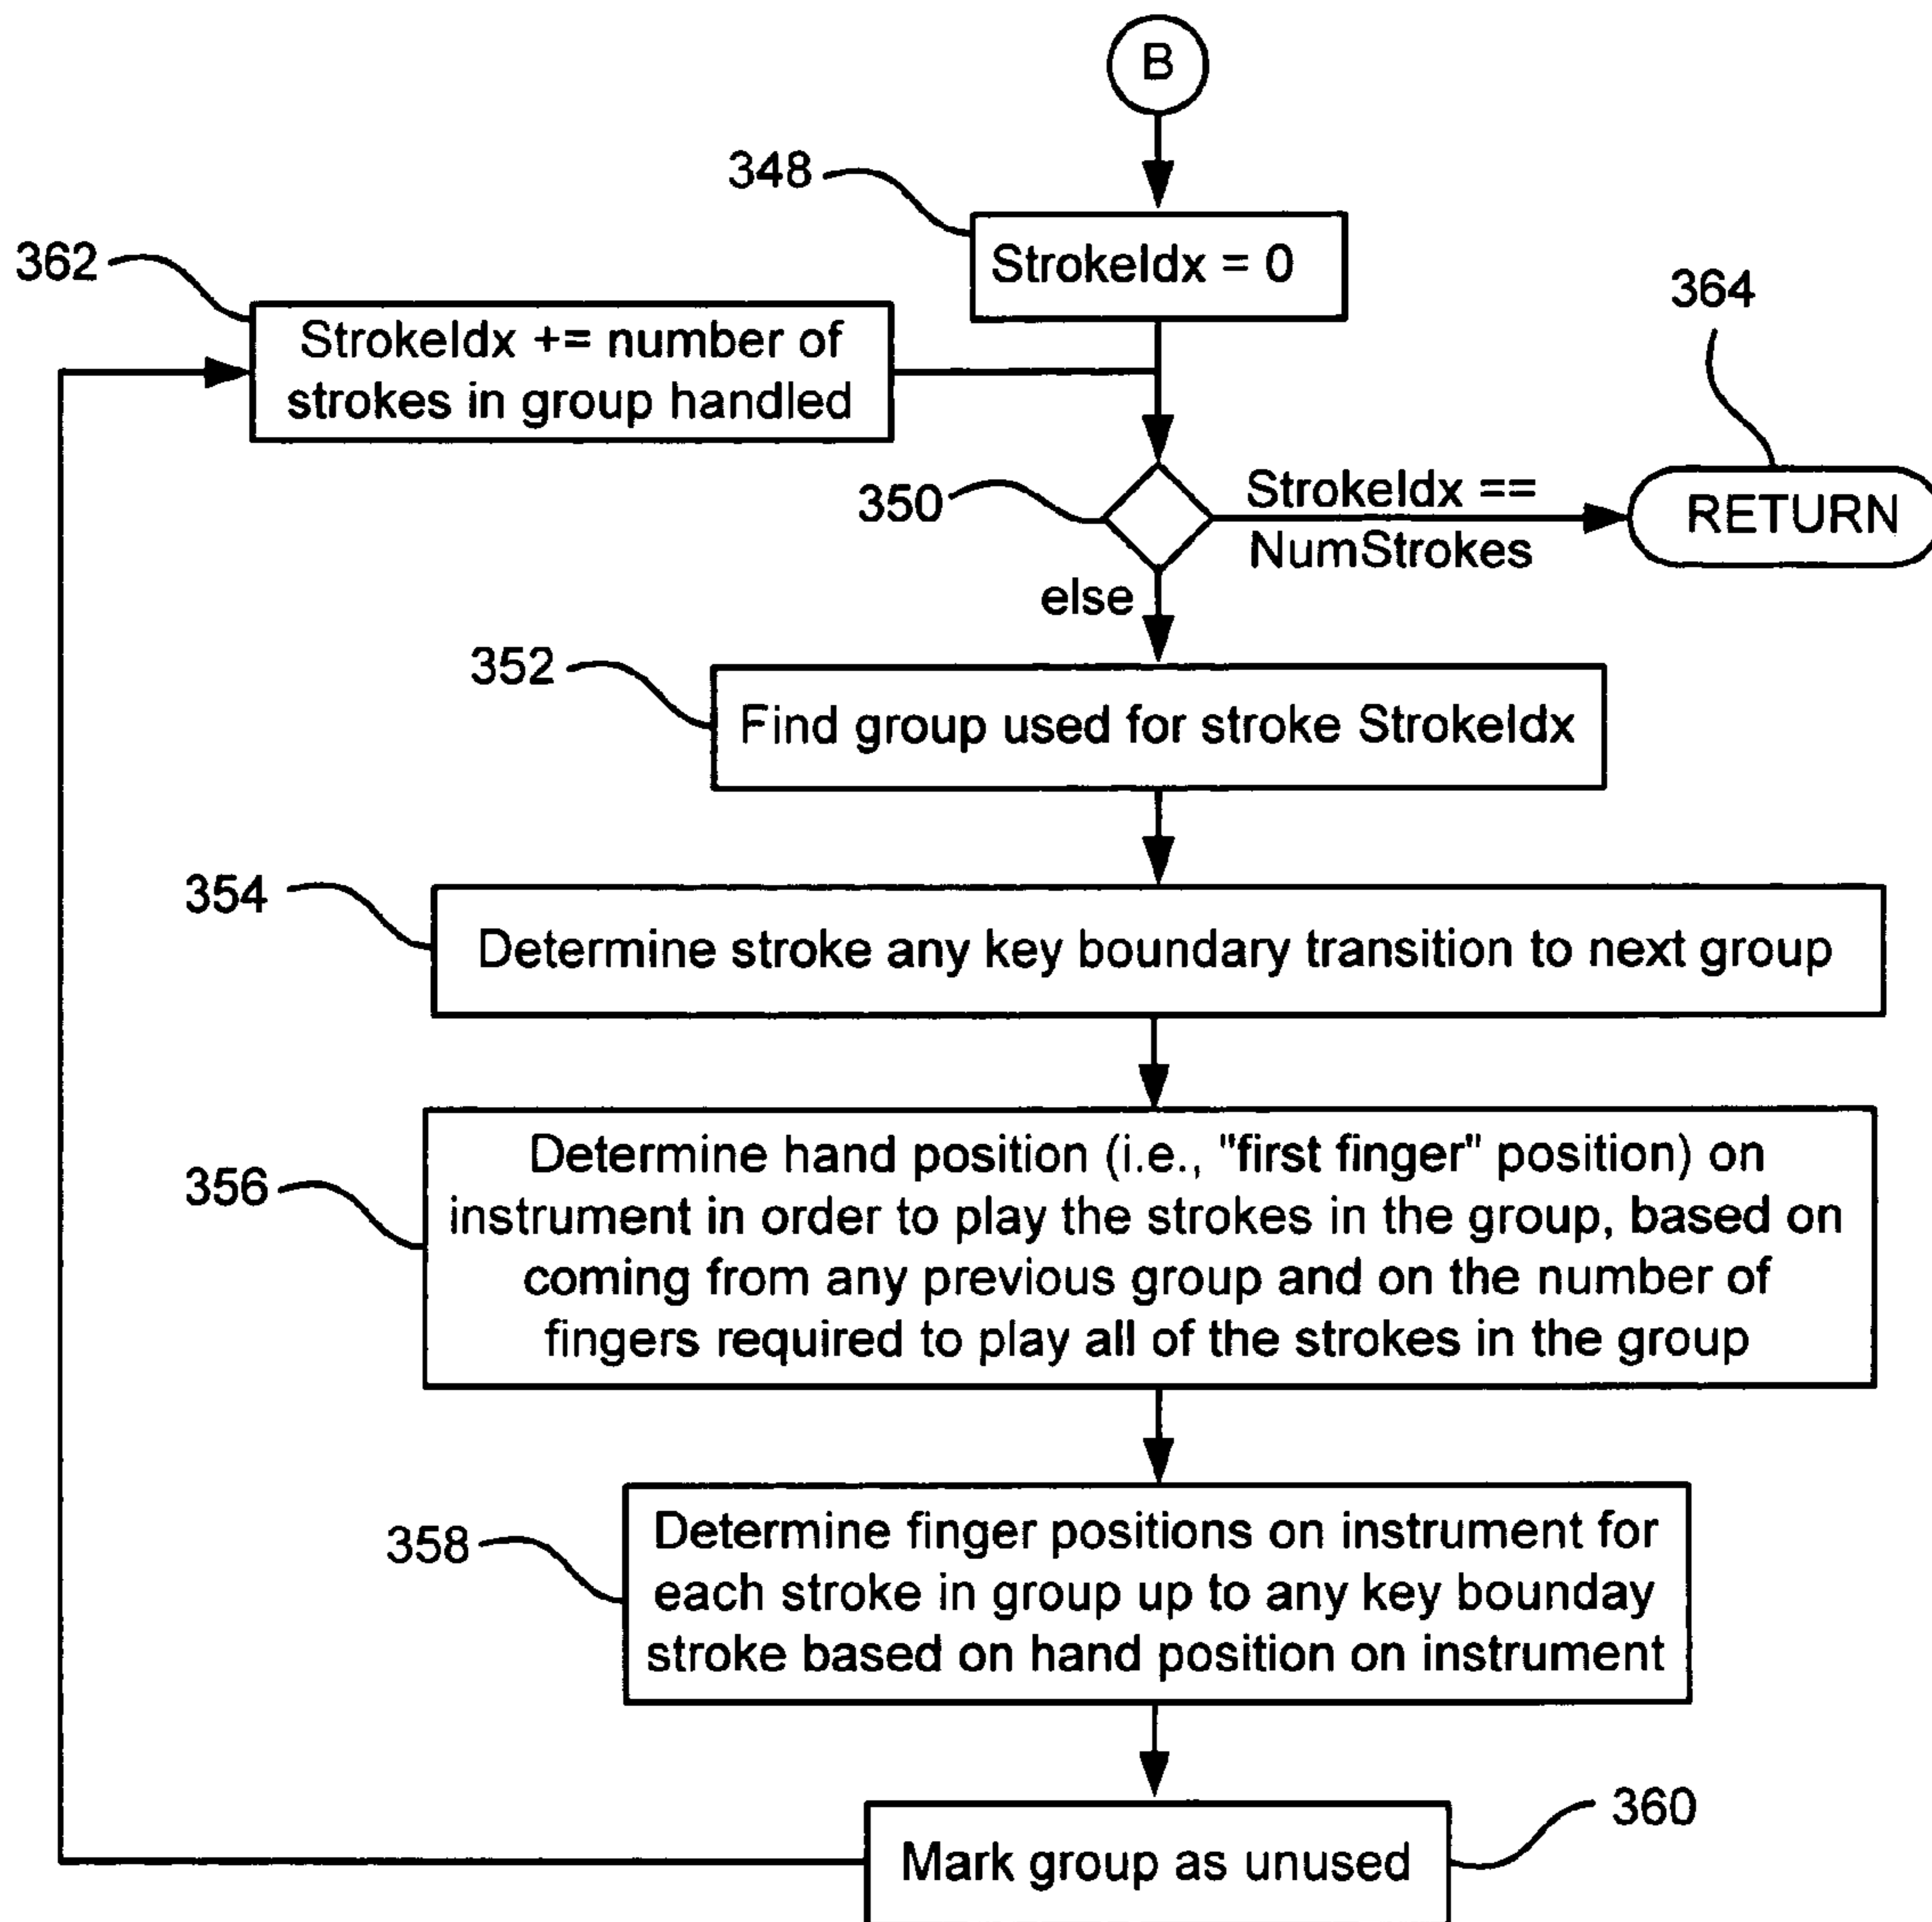 B
348
StrokeIdx = 0
362
StrokeIdx += number of
strokes in group handled
364
350
StrokeIdx ==
NumStrokes
RETURN
else
352
Find group used for stroke StrokeIdx
354
Determine stroke any key boundary transition to next group
356
Determine hand position (i.e., "first finger" position) on
instrument in order to play the strokes in the group, based on
coming from any previous group and on the number of
fingers required to play all of the strokes in the group
358
Determine finger positions on instrument for
each stroke in group up to any key bounday
stroke based on hand position on instrument
360
Mark group as unused